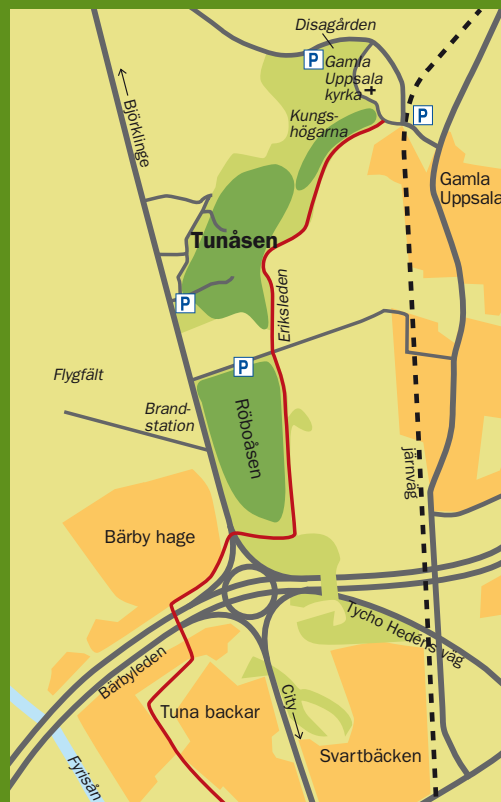 Disagården
P
Gamla
Uppsala
kyrka
P
Kungs-
högarna
Björklinge
Gamla
Uppsala
Tunåsen
P
Eriksleden
P
Flygfält
Brand-
station
Röboåsen
järnväg
Bärby hage
Tycho Hedéns väg
Bärbyleden
City
Tuna backar
Svartbäcken
Fyrisån